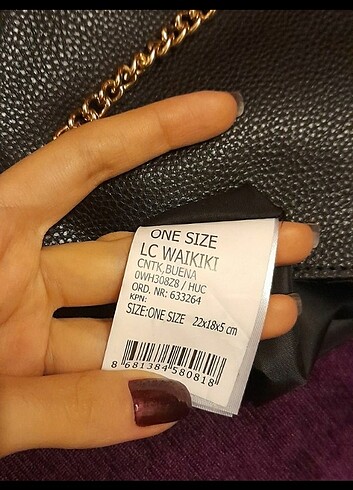 ONE SIZE
LC WAIKIKI
CNTK,BUENA
0WH308Z8 / HUC
ORD. NR: 633264
KPN:
SIZE:ONE SIZE 22x18x5 cm
8 681384 580818